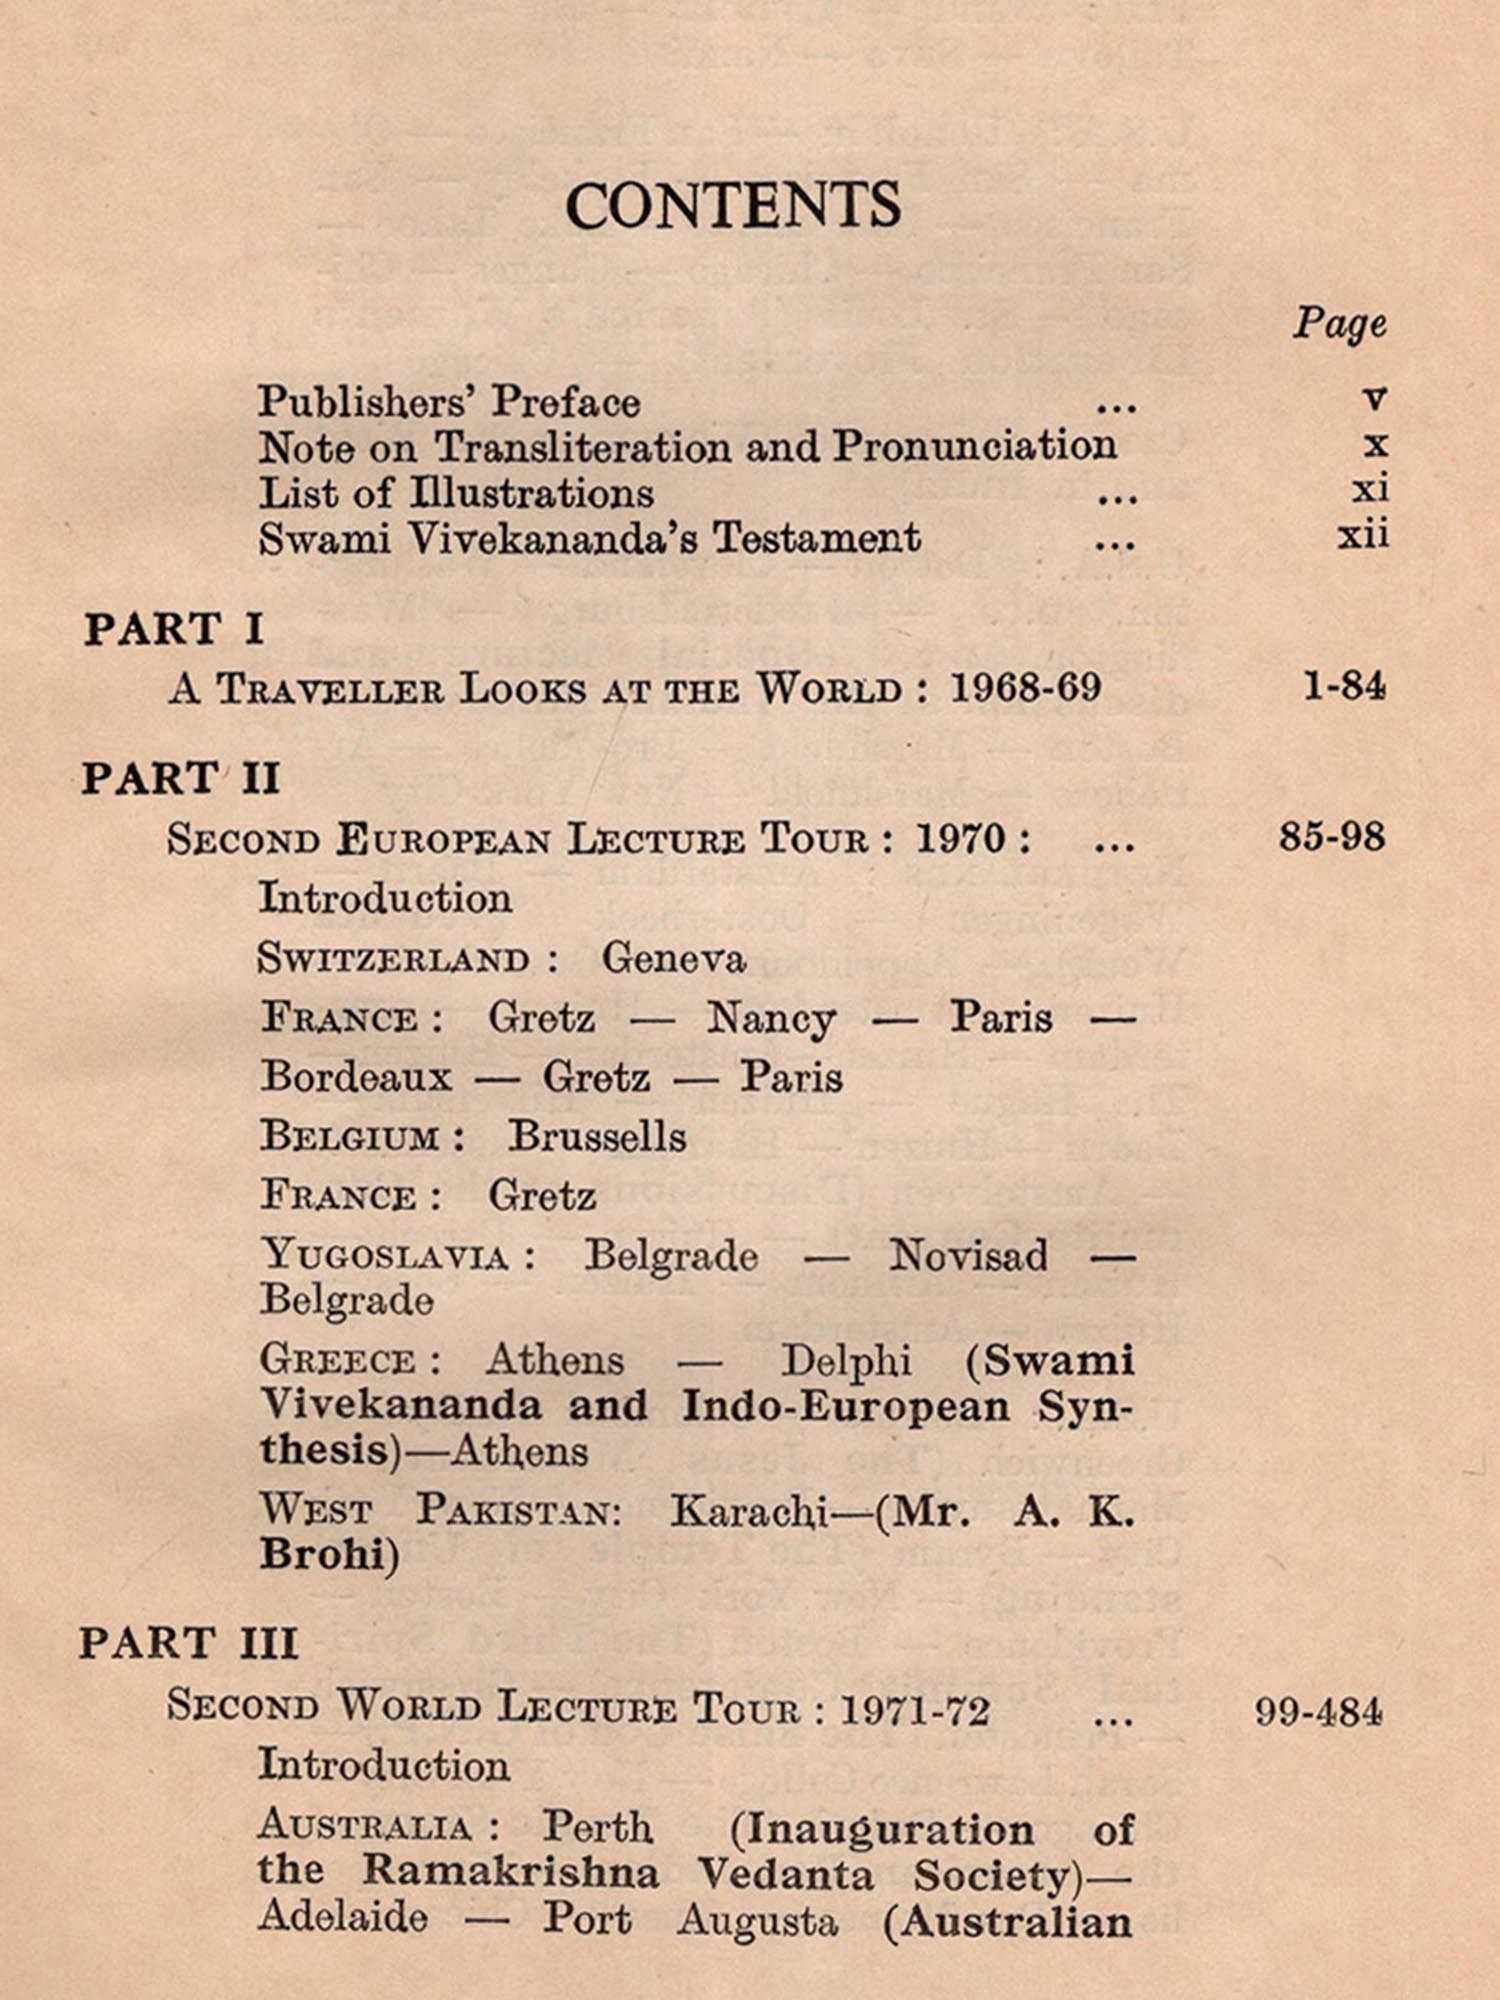 CONTENTS
Page
Publishers' Preface ... v
Note on Transliteration and Pronunciation x
List of Illustrations ... xi
Swami Vivekananda's Testament ... xii
PART I
A TRAVELLER LOOKS AT THE WORLD : 1968-69 1-84
PART II
SECOND EUROPEAN LECTURE TOUR : 1970 : ... 85-98
Introduction
SWITZERLAND : Geneva
FRANCE : Gretz — Nancy — Paris —
Bordeaux — Gretz — Paris
BELGIUM : Brussells
FRANCE : Gretz
YUGOSLAVIA : Belgrade — Novisad —
Belgrade
GREECE : Athens — Delphi (Swami
Vivekananda and Indo-European Syn-
thesis)—Athens
WEST PAKISTAN: Karachi—(Mr. A. K.
Brohi)
PART III
SECOND WORLD LECTURE TOUR : 1971-72 ... 99-484
Introduction
AUSTRALIA : Perth (Inauguration of
the Ramakrishna Vedanta Society)—
Adelaide — Port Augusta (Australian